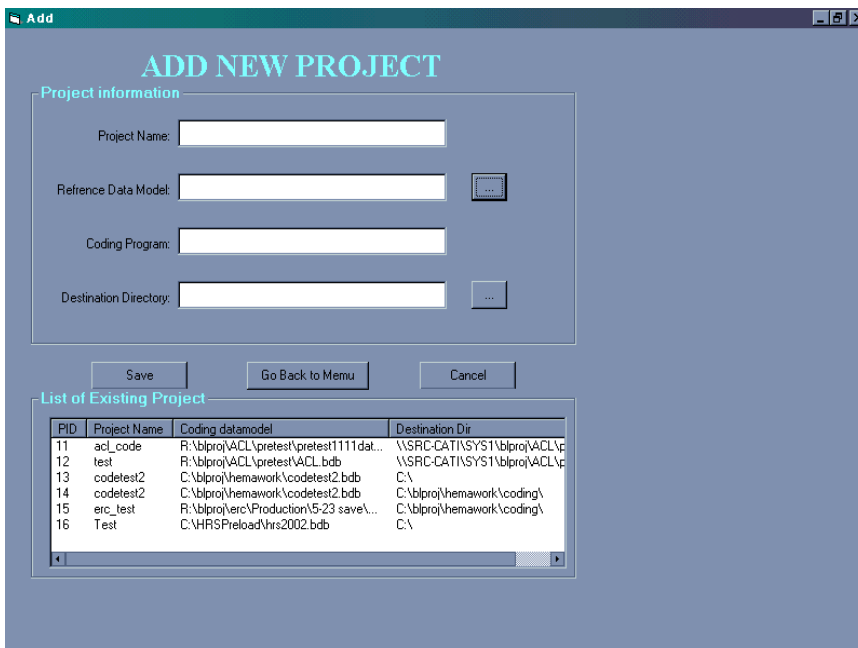 Add
ADD NEW PROJECT
Project information
Project Name:
Refrence Data Model:
...
Coding Program:
Destination Directory:
...
Save Go Back to Memu Cancel
List of Existing Project
PID Project Name Coding datamodel Destination Dir
11 acl_code R:\blproj\ACL\pretest\pretest1111dat... \\SRC-CATI\SYS1\blproj\ACL\p
12 test R:\blproj\ACL\pretest\ACL.bdb \\SRC-CATI\SYS1\blproj\ACL\p
13 codetest2 C:\blproj\hemawork\codetest2.bdb C:\
14 codetest2 C:\blproj\hemawork\codetest2.bdb C:\blproj\hemawork\coding\
15 erc_test R:\blproj\erc\Production\5-23 save\... C:\blproj\hemawork\coding\
16 Test C:\HRSPreload\hrs2002.bdb C:\